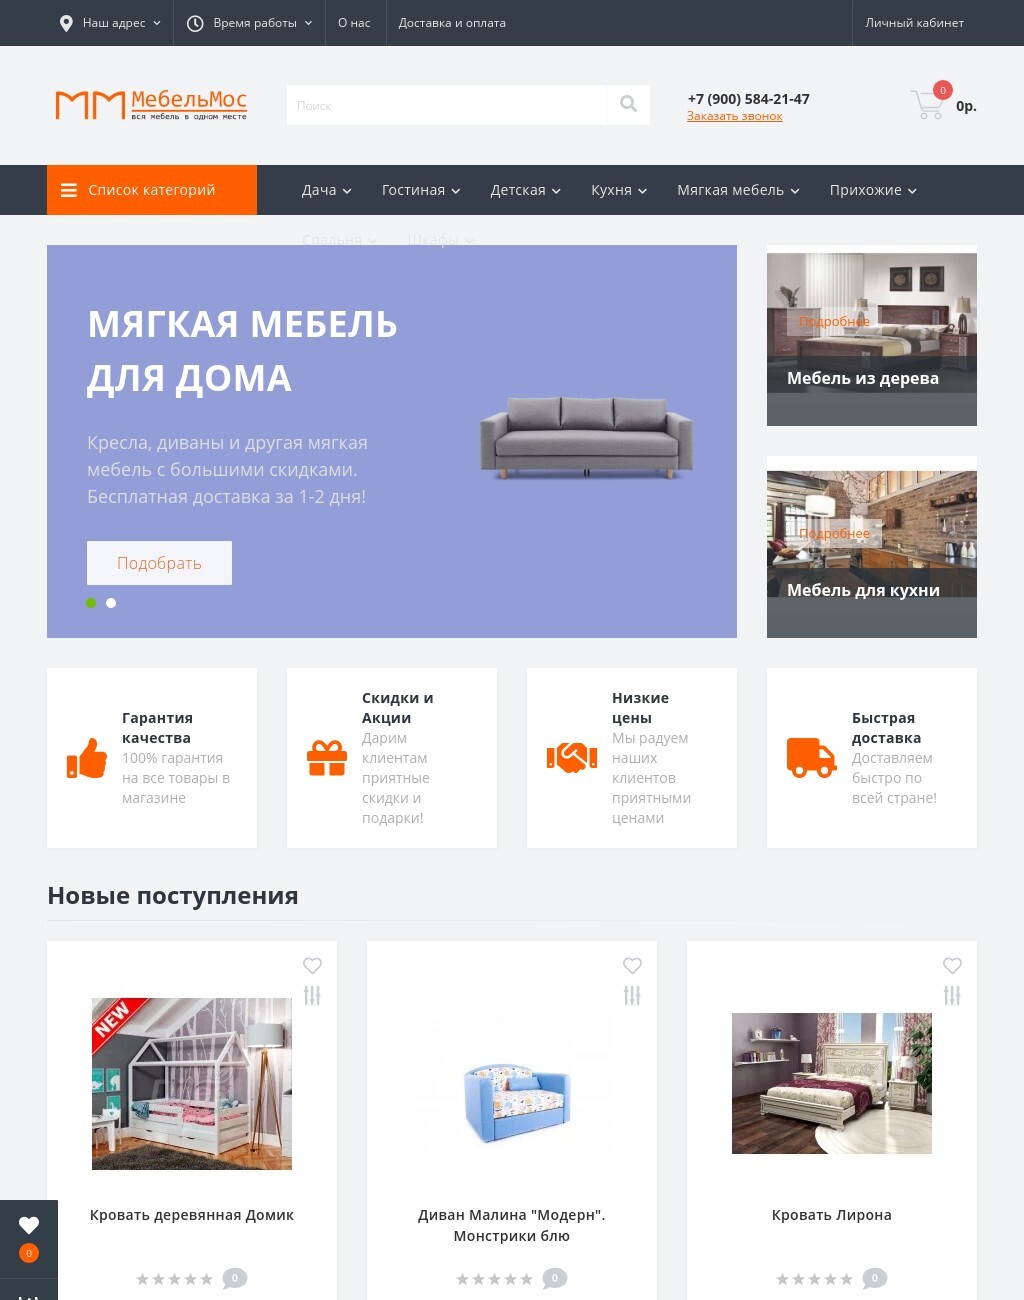 Наш адрес
Время работы
О нас
Доставка и оплата
Личный кабинет
МебельМос
вся мебель в одном месте
Поиск
+7 (900) 584-21-47
Заказать звонок
0
0р.
Список категорий
Дача
Гостиная
Детская
Кухня
Мягкая мебель
Прихожие
Спальня
Шкафы
МЯГКАЯ МЕБЕЛЬ
ДЛЯ ДОМА
Кресла, диваны и другая мягкая
мебель с большими скидками.
Бесплатная доставка за 1-2 дня!
Подобрать
Подробнее
Мебель из дерева
Подробнее
Мебель для кухни
Гарантия
качества
100% гарантия
на все товары в
магазине
Скидки и
Акции
Дарим
клиентам
приятные
скидки и
подарки!
Низкие
цены
Мы радуем
наших
клиентов
приятными
ценами
Быстрая
доставка
Доставляем
быстро по
всей стране!
Новые поступления
NEW
Кровать деревянная Домик
0
Диван Малина "Модерн".
Монстрики блю
0
Кровать Лирона
0
0